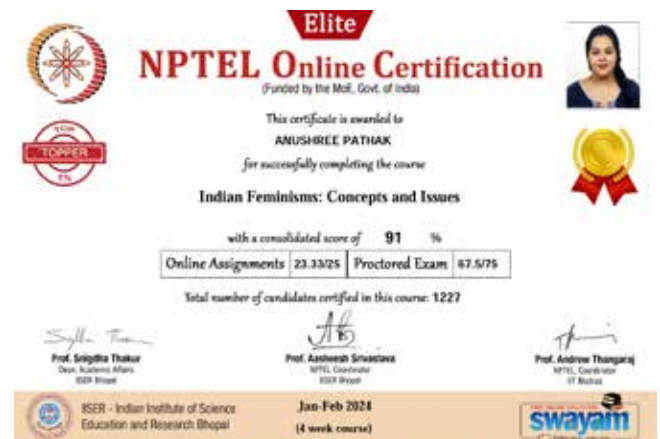 Elite
NPTEL Online Certification
(Funded by the MoE, Govt. of India)
This certificate is awarded to
ANUSHREE PATHAK
for successfully completing the course
TOP
TOPPER
1%
Indian Feminisms: Concepts and Issues
with a consolidated score of 91 %
Online Assignments 23.33/25 Proctored Exam 67.5/75
Total number of candidates certified in this course: 1227
Prof. Snigdha Thakur
Dean, Academic Affairs
IISER Bhopal
Prof. Aasheesh Srivastava
NPTEL Coordinator
IISER Bhopal
Prof. Andrew Thangaraj
NPTEL, Coordinator
IIT Madras
IISER - Indian Institute of Science
Education and Research Bhopal
Jan-Feb 2024
(4 week course)
swayam